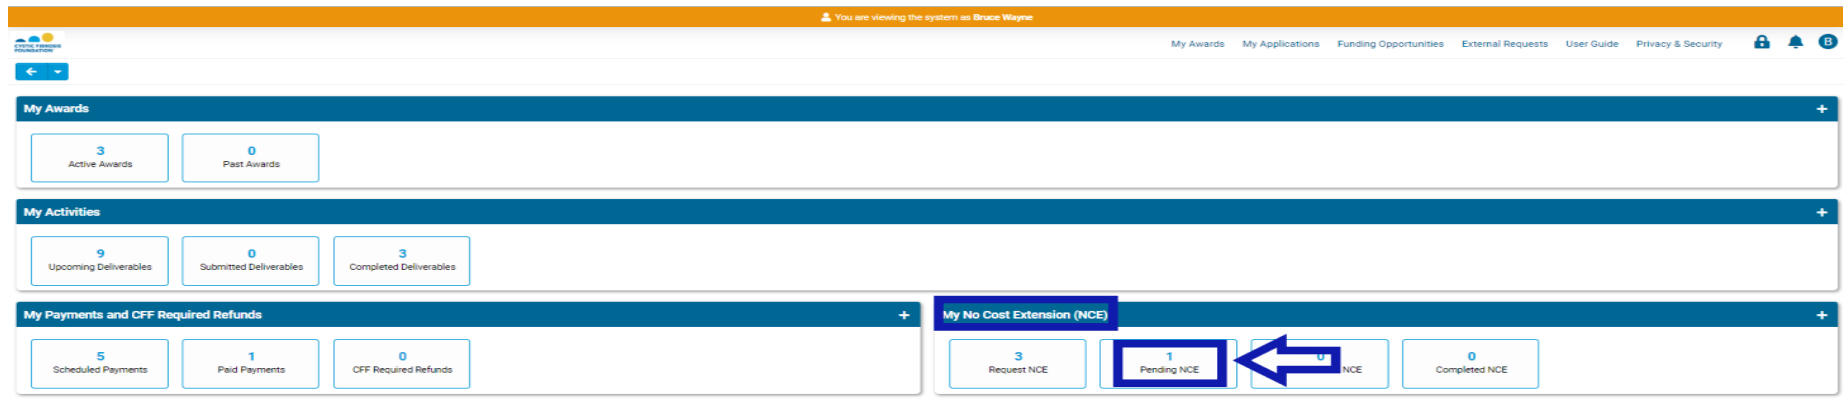 You are viewing the system as Bruce Wayne
CYSTIC FIBROSIS
FOUNDATION
My Awards My Applications Funding Opportunities External Requests User Guide Privacy & Security B
My Awards +
3
Active Awards
0
Past Awards
My Activities +
9
Upcoming Deliverables
0
Submitted Deliverables
3
Completed Deliverables
My Payments and CFF Required Refunds +
5
Scheduled Payments
1
Paid Payments
0
CFF Required Refunds
My No Cost Extension (NCE) +
3
Request NCE
1
Pending NCE
0
NCE
0
Completed NCE